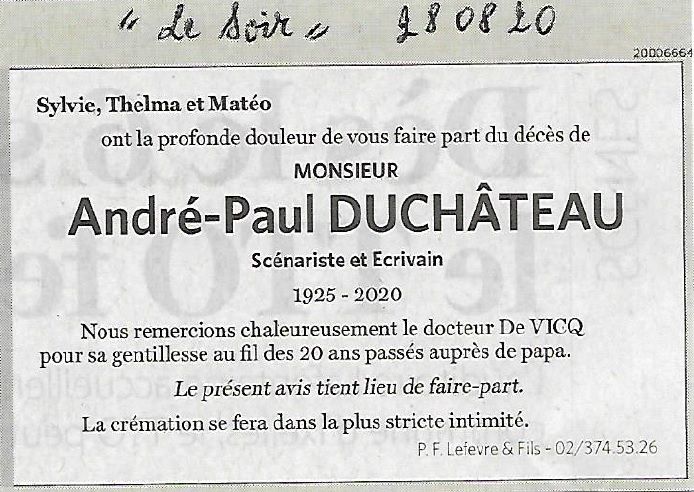 " Le Soir " 280820
20006664
Sylvie, Thelma et Matéo
ont la profonde douleur de vous faire part du décès de
MONSIEUR
André-Paul DUCHÂTEAU
Scénariste et Ecrivain
1925 - 2020
Nous remercions chaleureusement le docteur De VICQ
pour sa gentillesse au fil des 20 ans passés auprès de papa.
Le présent avis tient lieu de faire-part.
La crémation se fera dans la plus stricte intimité.
P. F. Lefevre & Fils - 02/374.53.26